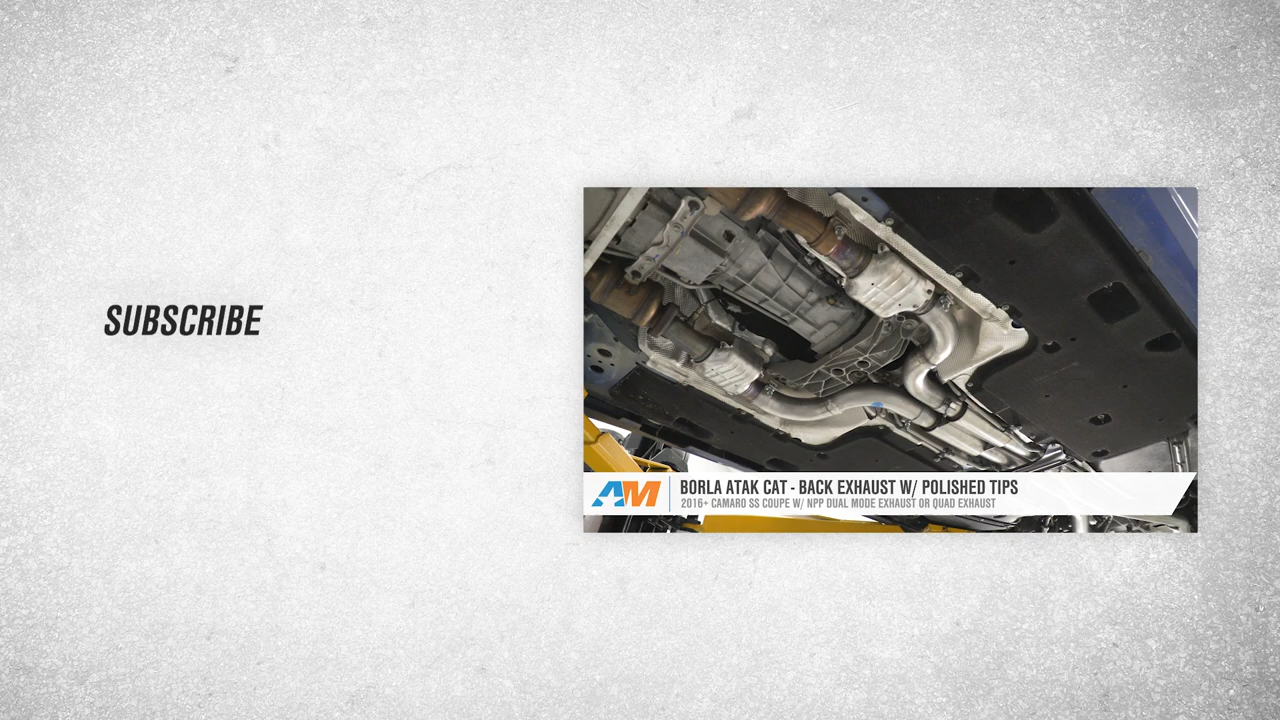 SUBSCRIBE
AM
BORLA ATAK CAT - BACK EXHAUST W/ POLISHED TIPS
2016+ CAMARO SS COUPE W/ NPP DUAL MODE EXHAUST OR QUAD EXHAUST